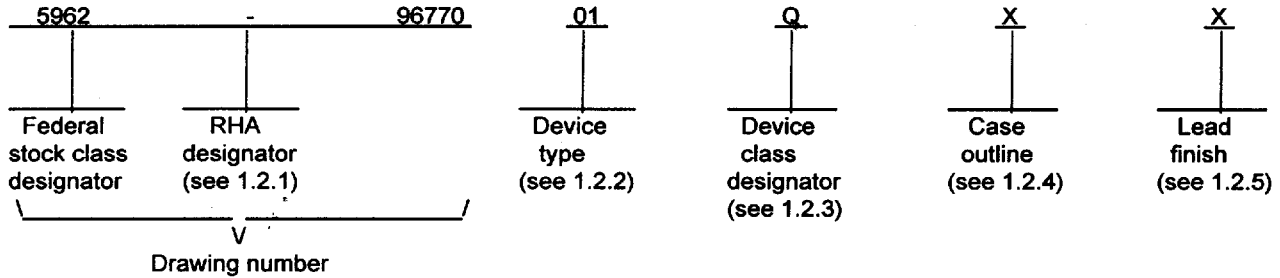 5962 - 96770 01 Q X X
Federal stock class designator
RHA designator (see 1.2.1)
Device type (see 1.2.2)
Device class designator (see 1.2.3)
Case outline (see 1.2.4)
Lead finish (see 1.2.5)
Drawing number